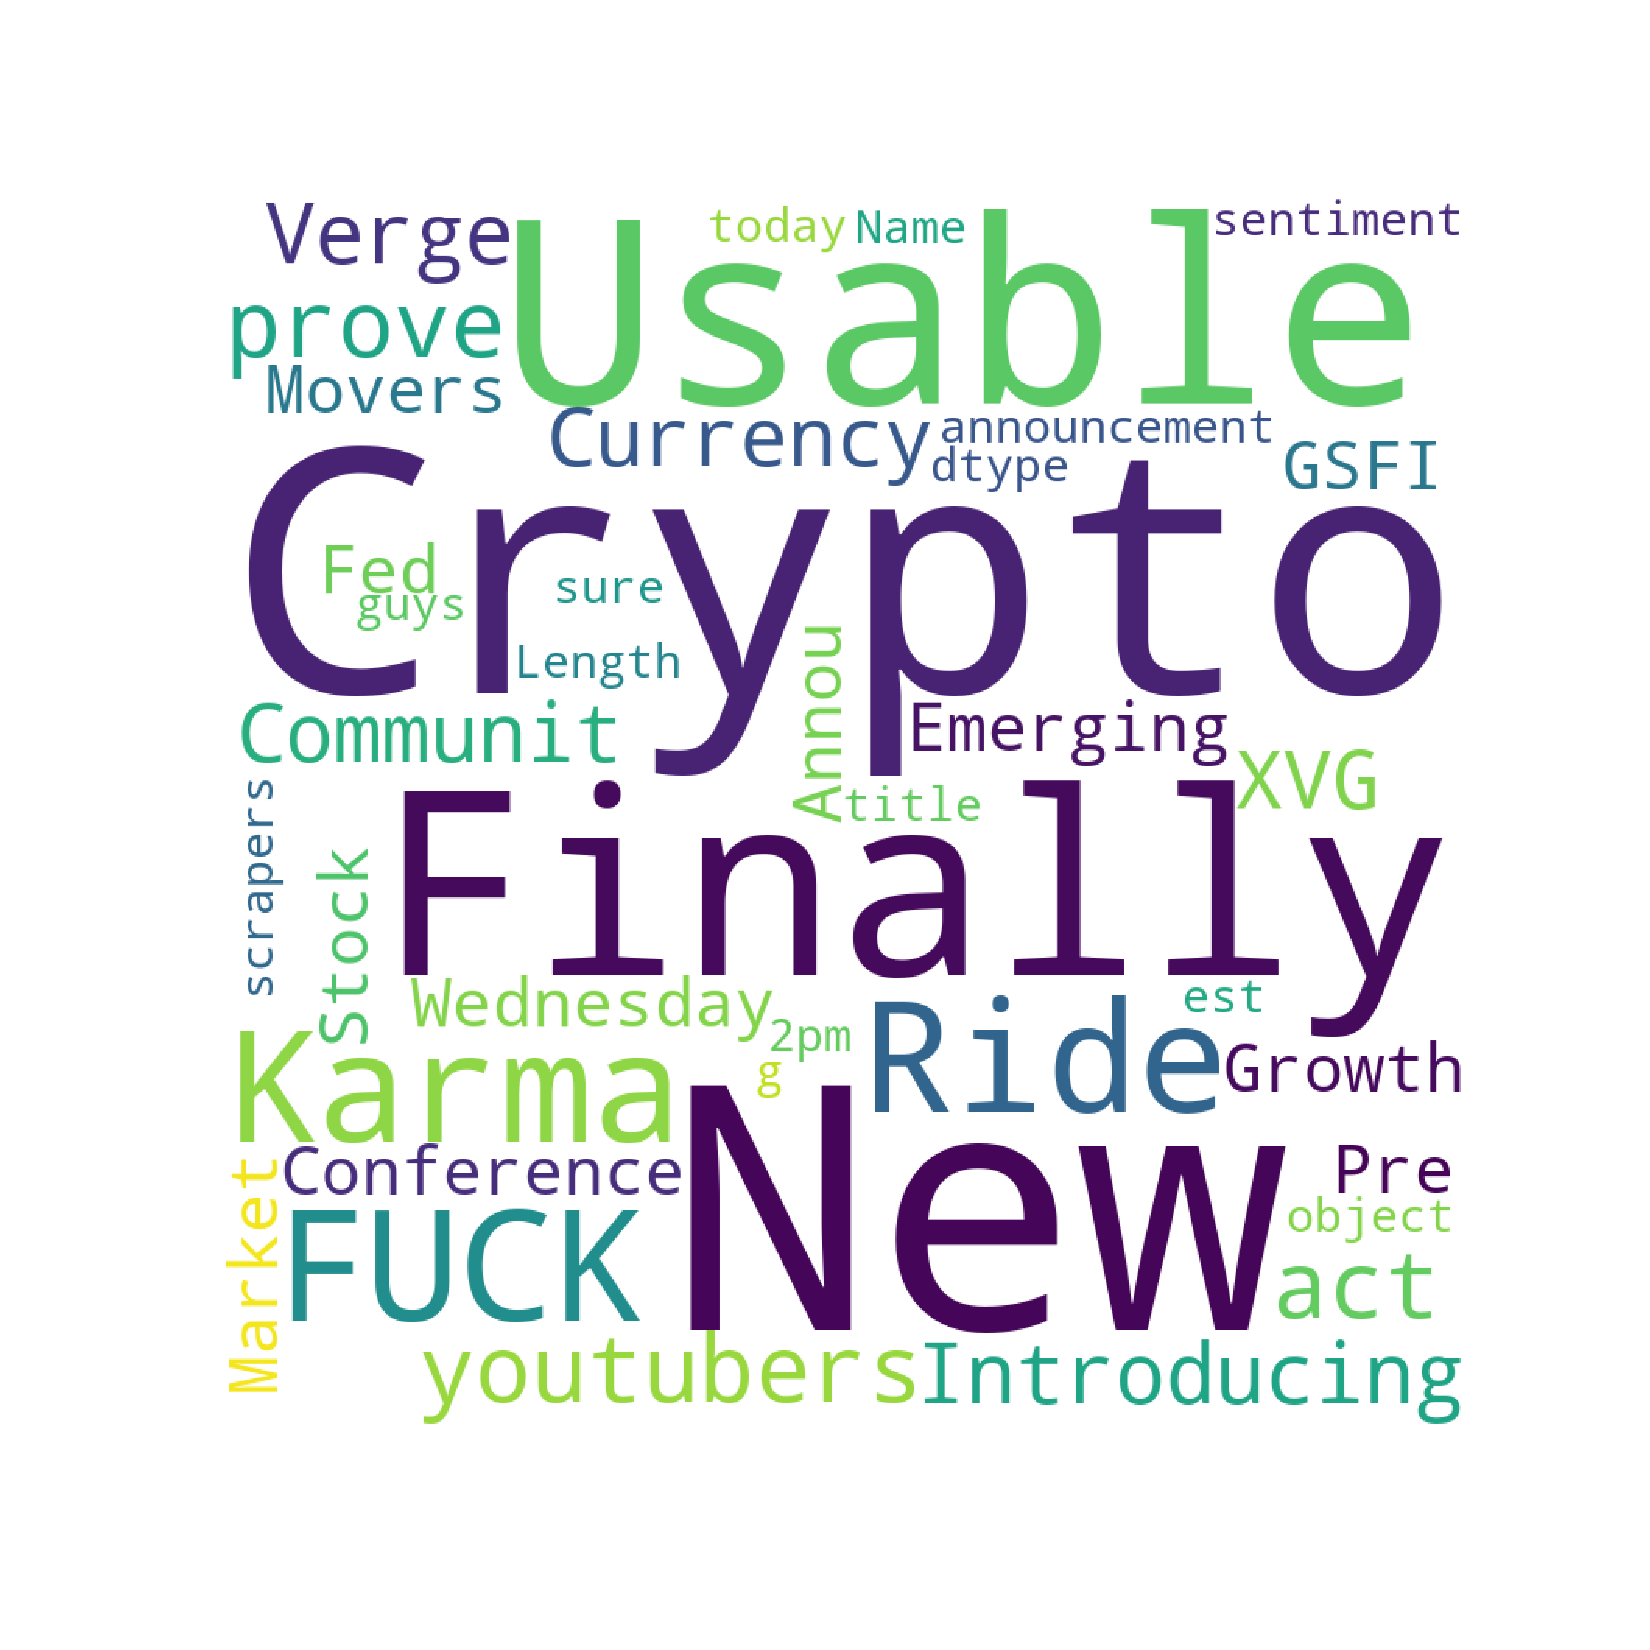 Verge
Usable
today
Name
sentiment
prove
Movers
Currency
announcement
dtype
GSFI
Crypto
Fed
guys
sure
Length
Communit
Annou
Emerging
XVG
title
Finally
scrapers
Stock
Wednesday
est
2pm
Ride
Karma
g
Growth
New
Conference
Pre
Market
FUCK
object
act
youtubers
Introducing